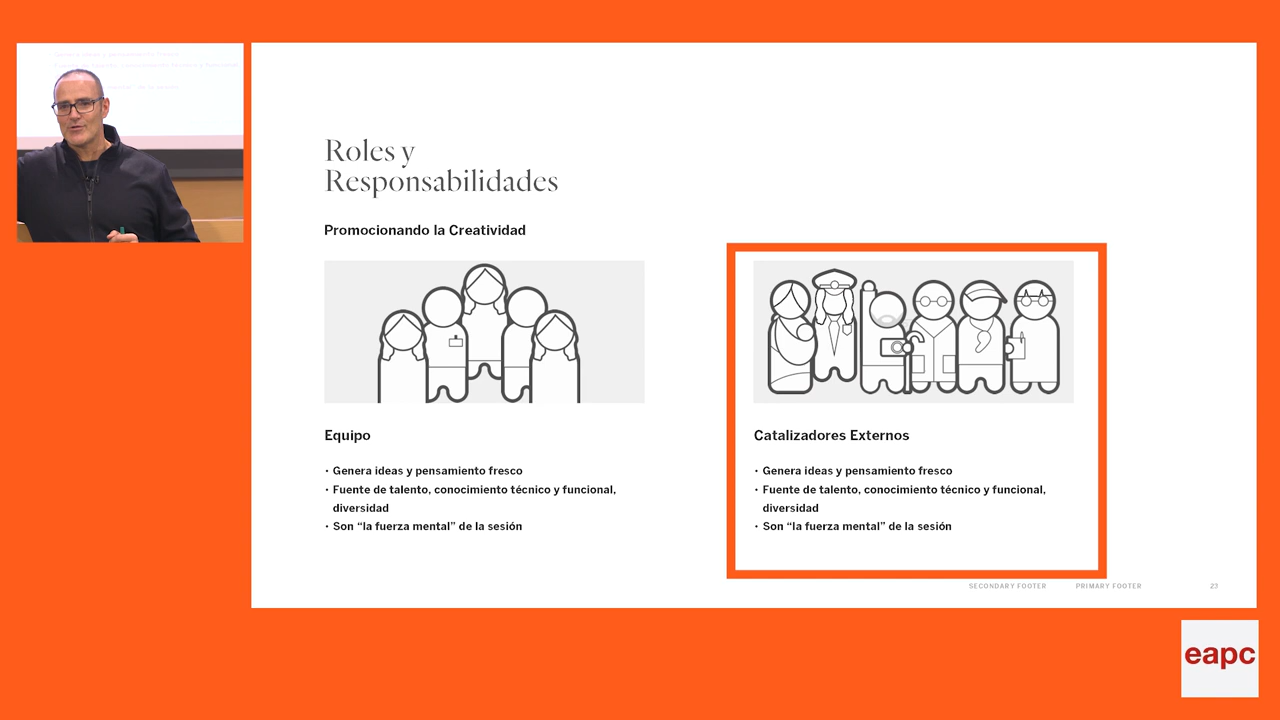 Roles y
Responsabilidades
Promocionando la Creatividad
Equipo
· Genera ideas y pensamiento fresco
· Fuente de talento, conocimiento técnico y funcional,
diversidad
· Son “la fuerza mental” de la sesión
Catalizadores Externos
· Genera ideas y pensamiento fresco
· Fuente de talento, conocimiento técnico y funcional,
diversidad
· Son “la fuerza mental” de la sesión
SECONDARY FOOTER
PRIMARY FOOTER
23
eapc